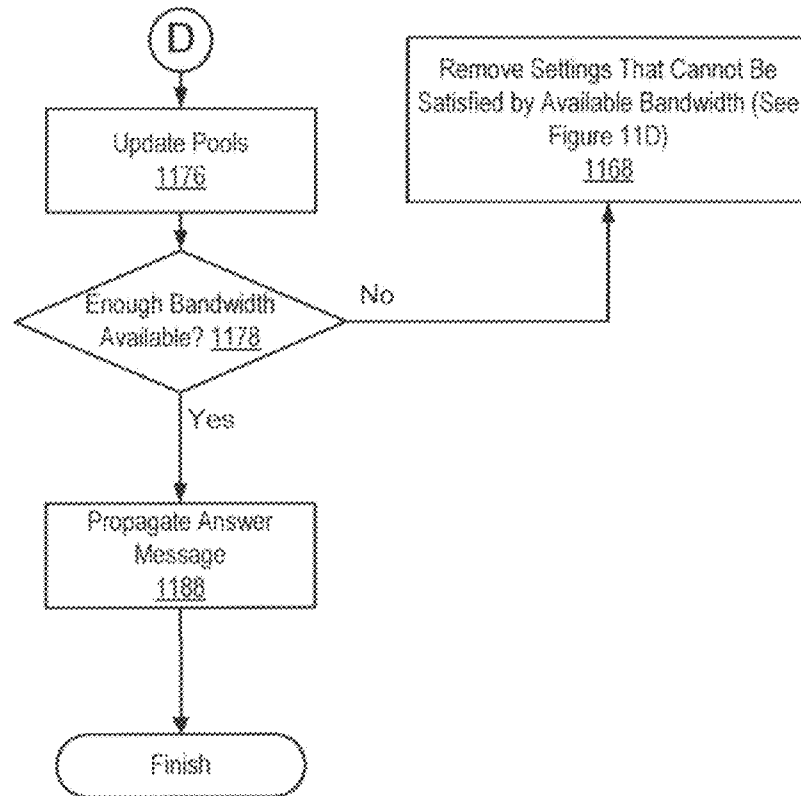 D
Update Pools
1176
Remove Settings That Cannot Be
Satisfied by Available Bandwidth (See
Figure 11D)
1168
Enough Bandwidth
Available? 1178
No
Yes
Propagate Answer
Message
1188
Finish